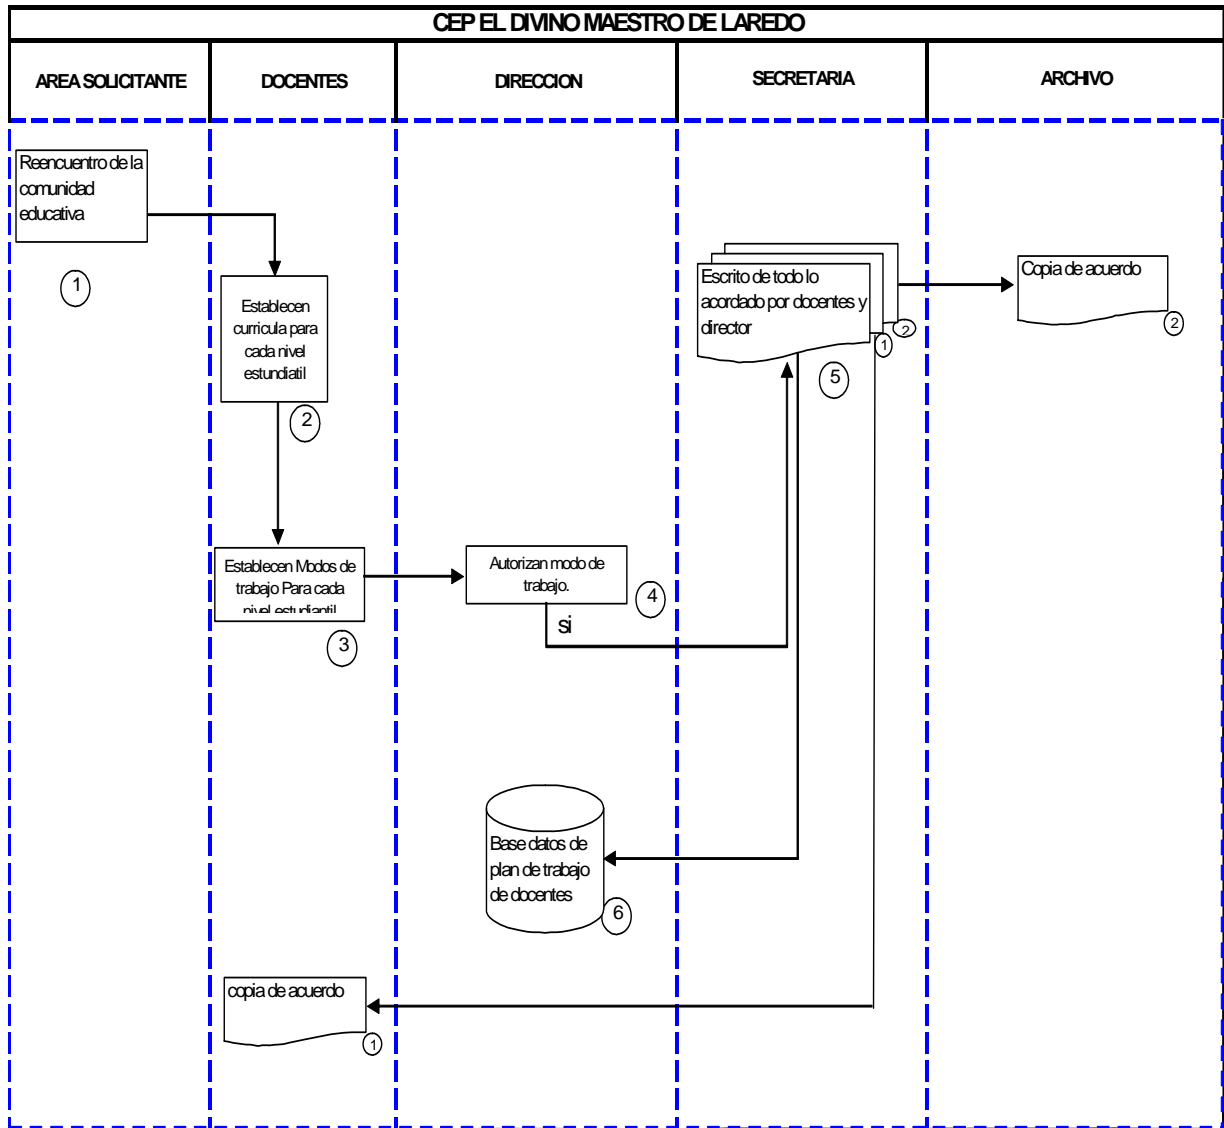 CEP EL DIVINO MAESTRO DE LAREDO
AREA SOLICITANTE
DOCENTES
DIRECCION
SECRETARIA
ARCHIVO
Reencuentro de la
comunidad
educativa
1
Establecen
curricula para
cada nivel
estundiatil
2
Establecen Modos de
trabajo Para cada
nivel estudiantil
3
Autorizan modo de
trabajo.
4
si
Escrito de todo lo
acordado por docentes y
director
1
2
5
Copia de acuerdo
2
Base datos de
plan de trabajo
de docentes
6
copia de acuerdo
1